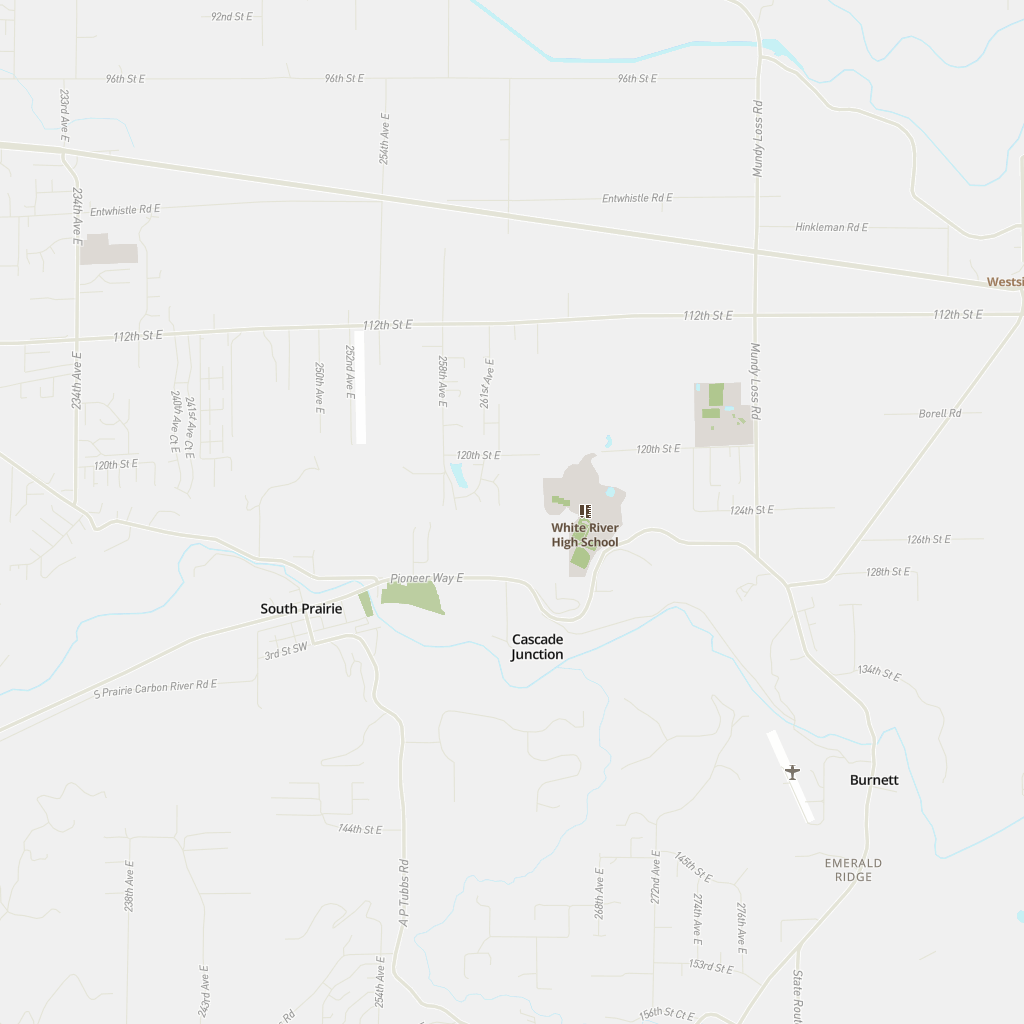 92nd St E
96th St E
96th St E
96th St E
233rd Ave E
254th Ave E
Mundy Loss Rd
234th Ave E
Entwhistle Rd E
Entwhistle Rd E
Hinkleman Rd E
Westsi
112th St E
112th St E
112th St E
112th St E
234th Ave E
240th Ave Ct E
241st Ave Ct E
250th Ave E
252nd Ave E
258th Ave E
261st Ave E
Mundy Loss Rd
Borell Rd
120th St E
120th St E
120th St E
124th St E
White River
High School
126th St E
128th St E
Pioneer Way E
South Prairie
3rd St SW
Cascade
Junction
S Prairie Carbon River Rd E
134th St E
Burnett
144th St E
A P Tubbs Rd
145th St E
EMERALD
RIDGE
238th Ave E
268th Ave E
272nd Ave E
274th Ave E
276th Ave E
243rd Ave E
254th Ave E
153rd St E
156th St Ct E
State Rout
s Rd